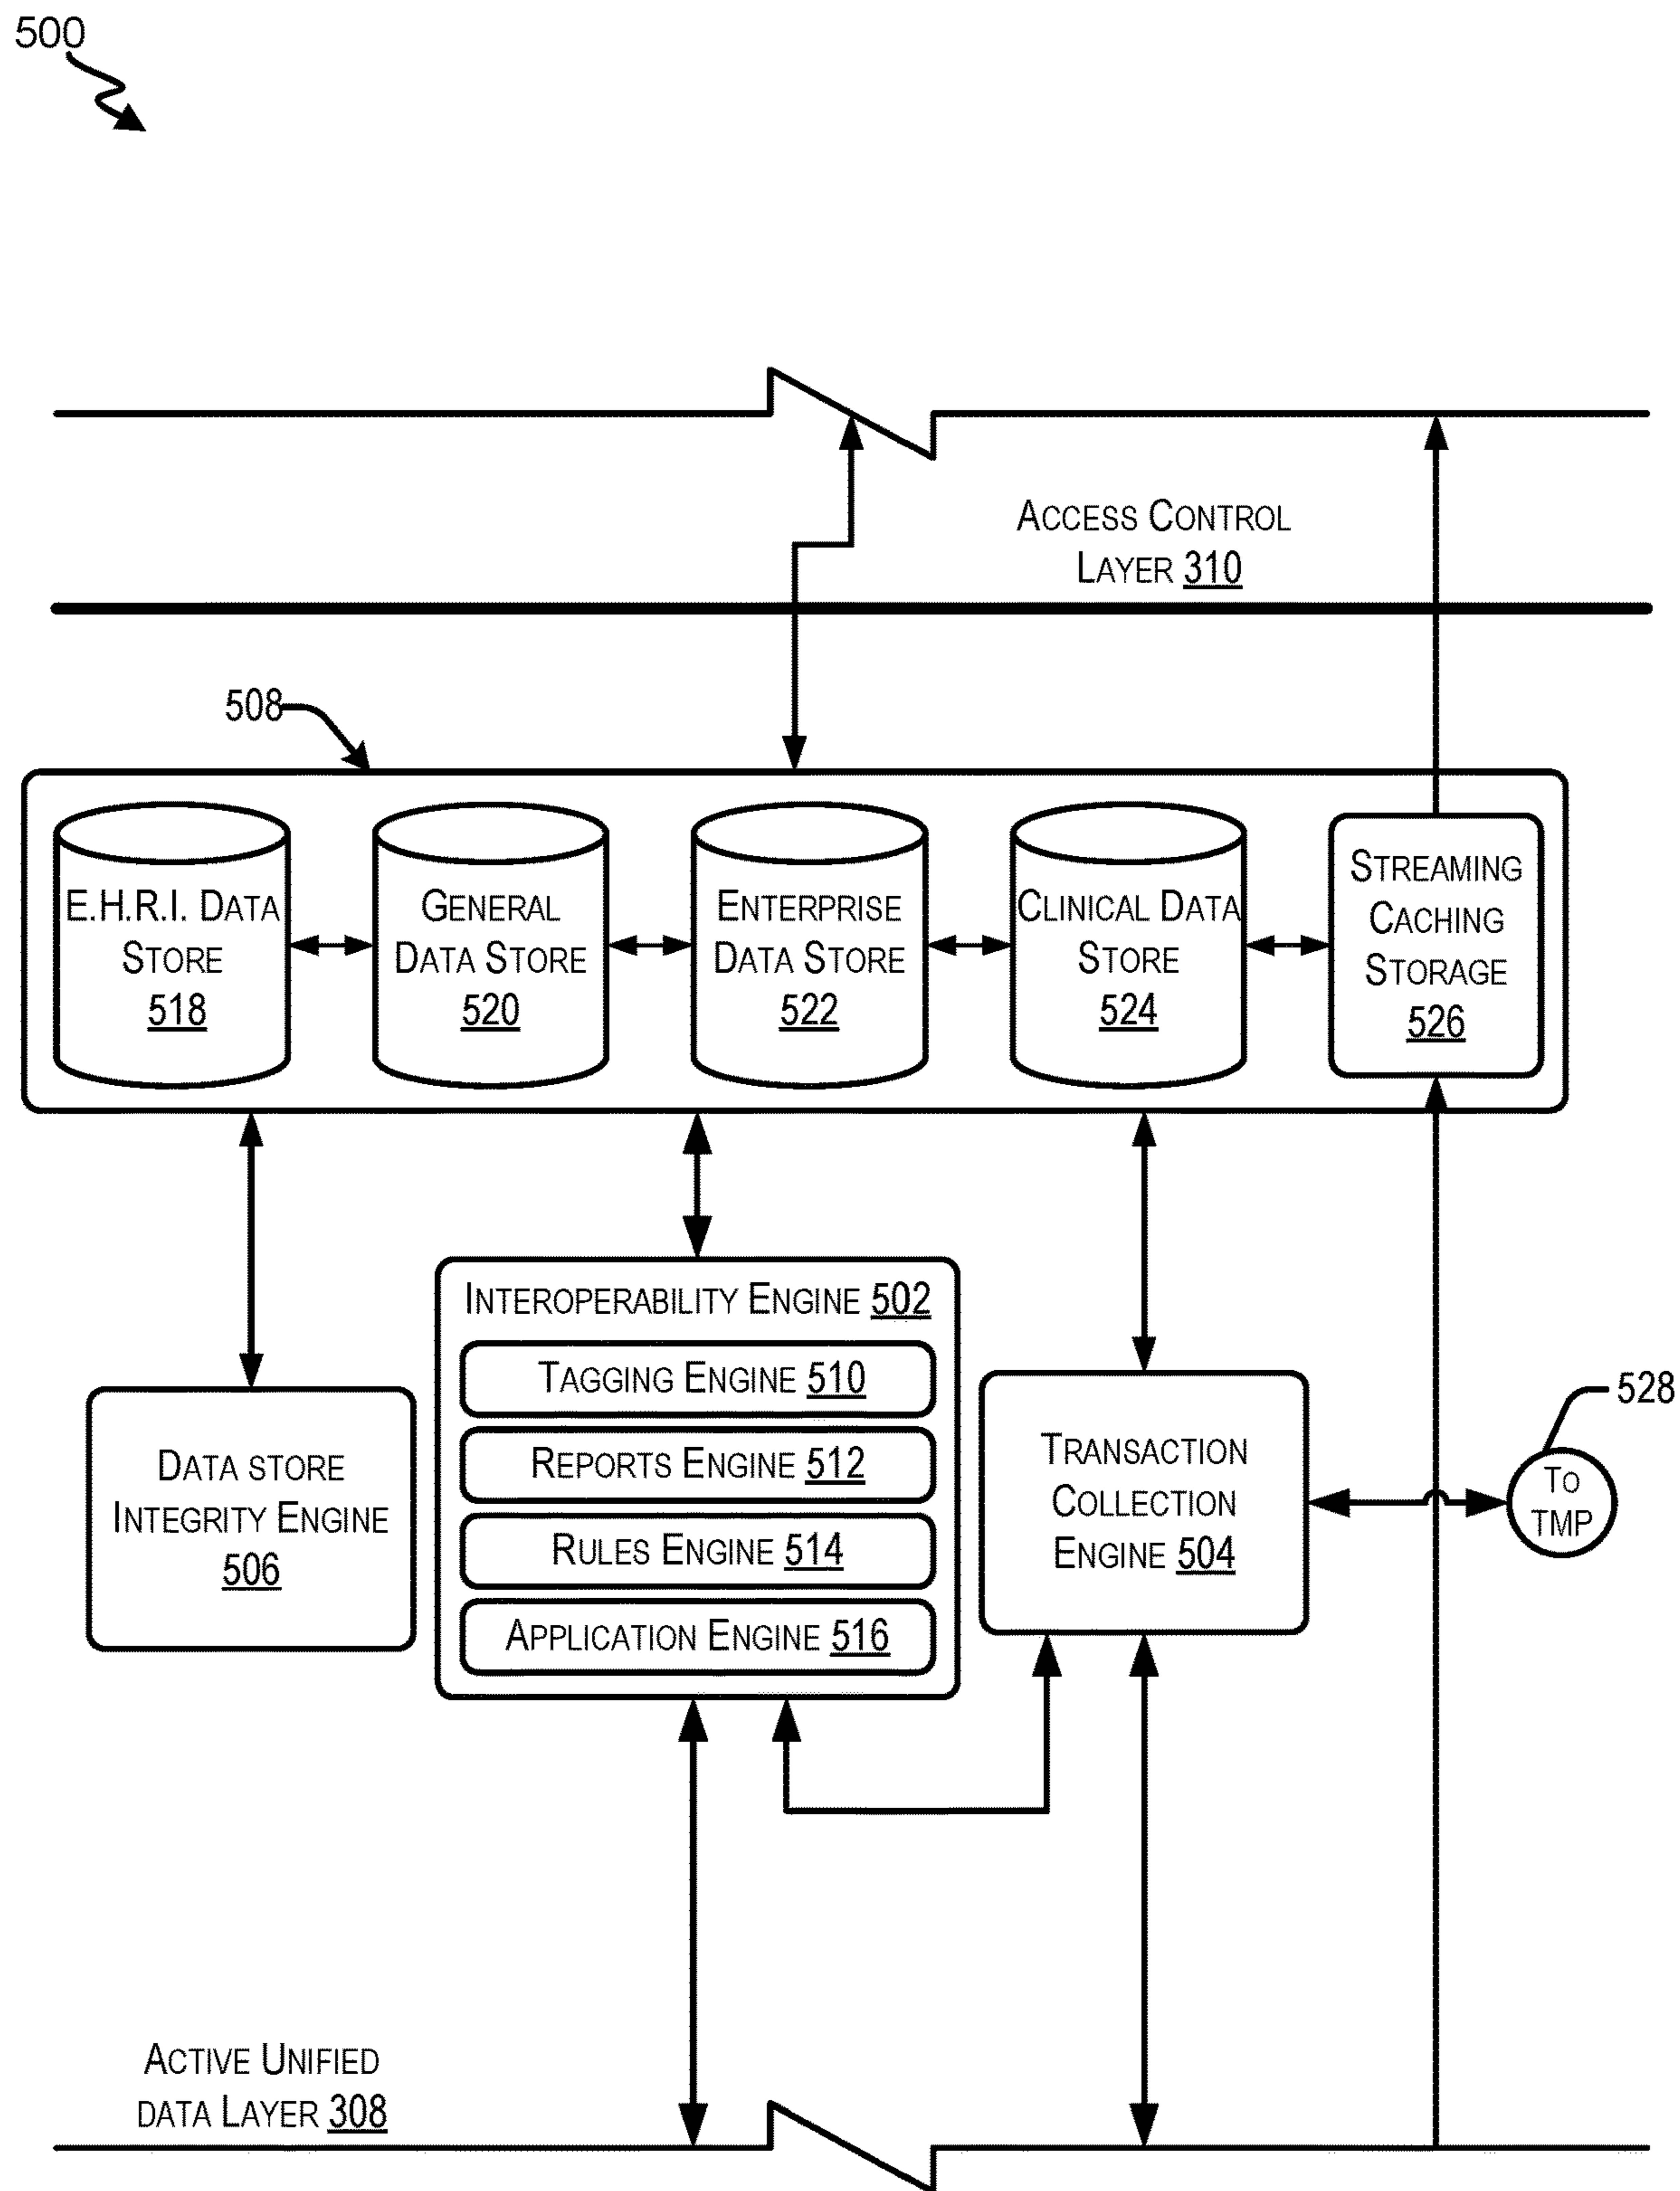 500
Access Control
Layer 310
508
E.H.R.I. Data
Store
518
General
Data Store
520
Enterprise
Data Store
522
Clinical Data
Store
524
Streaming
Caching
Storage
526
Interoperability Engine 502
Tagging Engine 510
Reports Engine 512
Rules Engine 514
Application Engine 516
Data store
Integrity Engine
506
Transaction
Collection
Engine 504
528
To
TMP
Active Unified
data Layer 308